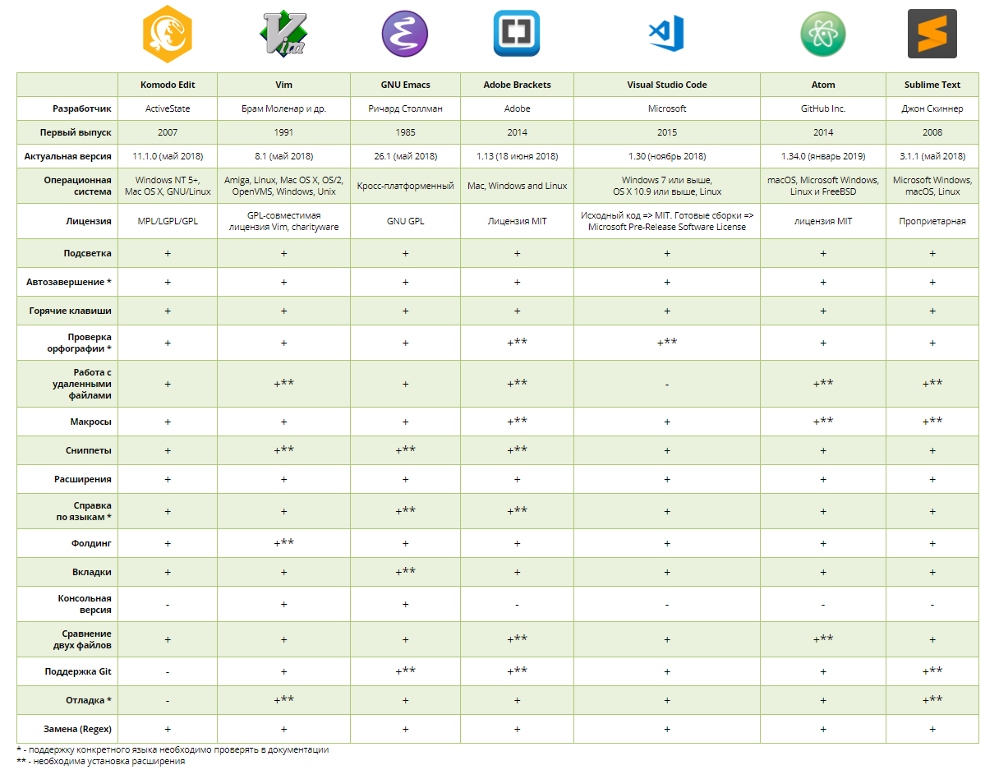 Vim
Komodo Edit Vim GNU Emacs Adobe Brackets Visual Studio Code Atom Sublime Text
Разработчик ActiveState Брам Моленар и др. Ричард Столлман Adobe Microsoft GitHub Inc. Джон Скиннер
Первый выпуск 2007 1991 1985 2014 2015 2014 2008
Актуальная версия 11.1.0 (май 2018) 8.1 (май 2018) 26.1 (май 2018) 1.13 (18 июня 2018) 1.30 (ноябрь 2018) 1.34.0 (январь 2019) 3.1.1 (май 2018)
Операционная Windows NT 5+, Amiga, Linux, Mac OS X, OS/2, Кросс-платформенный Mac, Windows and Linux Windows 7 или выше, macOS, Microsoft Windows, Microsoft Windows,
система Mac OS X, GNU/Linux OpenVMS, Windows, Unix OS X 10.9 или выше, Linux Linux и FreeBSD macOS, Linux
Лицензия MPL/LGPL/GPL GPL-совместимая GNU GPL Лицензия MIT Исходный код => MIT. Готовые сборки => лицензия MIT Проприетарная
лицензия Vim, charityware Microsoft Pre-Release Software License
Подсветка + + + + + + +
Автозавершение * + + + + + + +
Горячие клавиши + + + + + + +
Проверка
орфографии * + + + +** +** + +
Работа с
удаленными + +** + +** - +** +**
файлами
Макросы + + + +** + +** +**
Сниппеты + +** +** +** + + +
Расширения + + + + + + +
Справка
по языкам * + + +** +** + + +
Фолдинг + +** + + + + +
Вкладки + + +** + + + +
Консольная
версия - + + - - - -
Сравнение
двух файлов + + + +** + +** +
Поддержка Git - + +** +** + + +**
Отладка * - +** + + + + +**
Замена (Regex) + + + + + + +
* - поддержку конкретного языка необходимо проверять в документации
** - необходима установка расширения